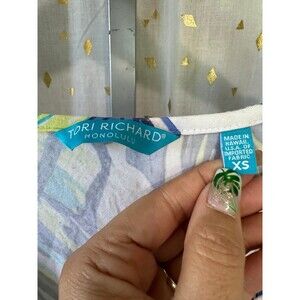 TORI RICHARD®
HONOLULU
MADE IN
HAWAII
U.S.A. OF
IMPORTED
FABRIC
XS